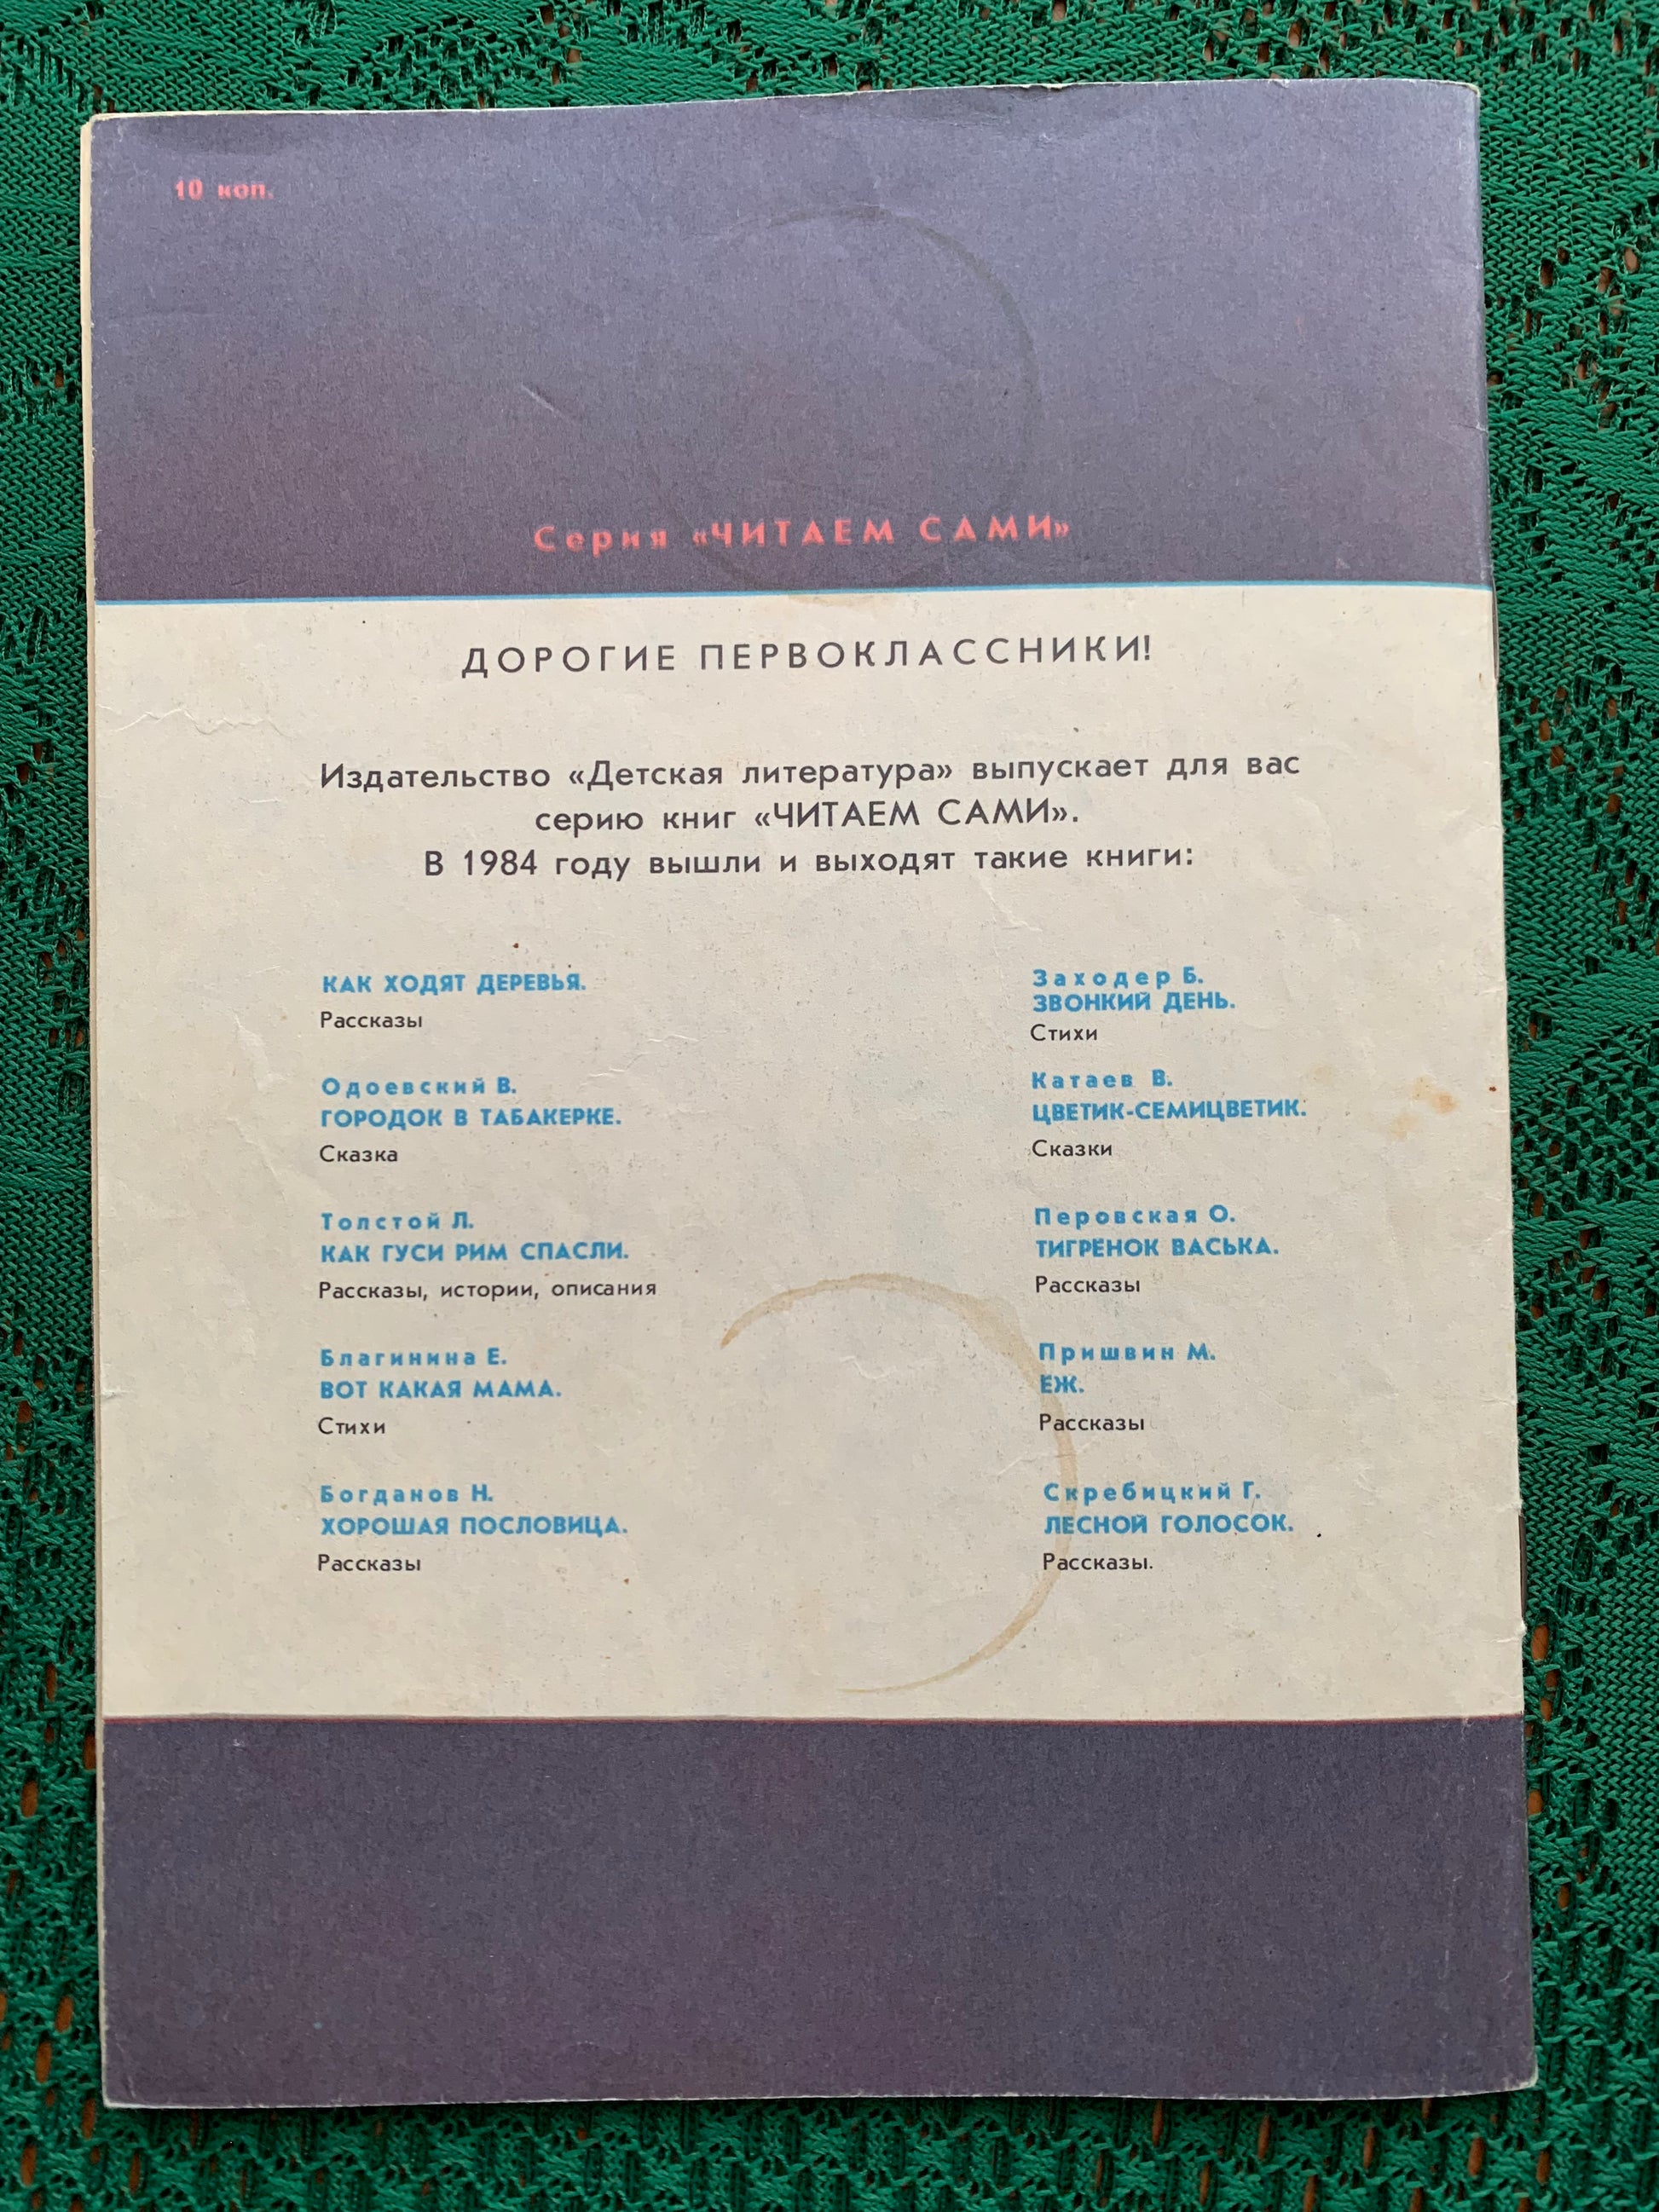 10 коп.
Серия «ЧИТАЕМ САМИ»
ДОРОГИЕ ПЕРВОКЛАССНИКИ!
Издательство «Детская литература» выпускает для вас
серию книг «ЧИТАЕМ САМИ».
В 1984 году вышли и выходят такие книги:
КАК ХОДЯТ ДЕРЕВЬЯ.
Рассказы
Одоевский В.
ГОРОДОК В ТАБАКЕРКЕ.
Сказка
Толстой Л.
КАК ГУСИ РИМ СПАСЛИ.
Рассказы, истории, описания
Благинина Е.
ВОТ КАКАЯ МАМА.
Стихи
Богданов Н.
ХОРОШАЯ ПОСЛОВИЦА.
Рассказы
Заходер Б.
ЗВОНКИЙ ДЕНЬ.
Стихи
Катаев В.
ЦВЕТИК-СЕМИЦВЕТИК.
Сказки
Перовская О.
ТИГРЕНОК ВАСЬКА.
Рассказы
Пришвин М.
ЕЖ.
Рассказы
Скребицкий Г.
ЛЕСНОЙ ГОЛОСОК.
Рассказы.